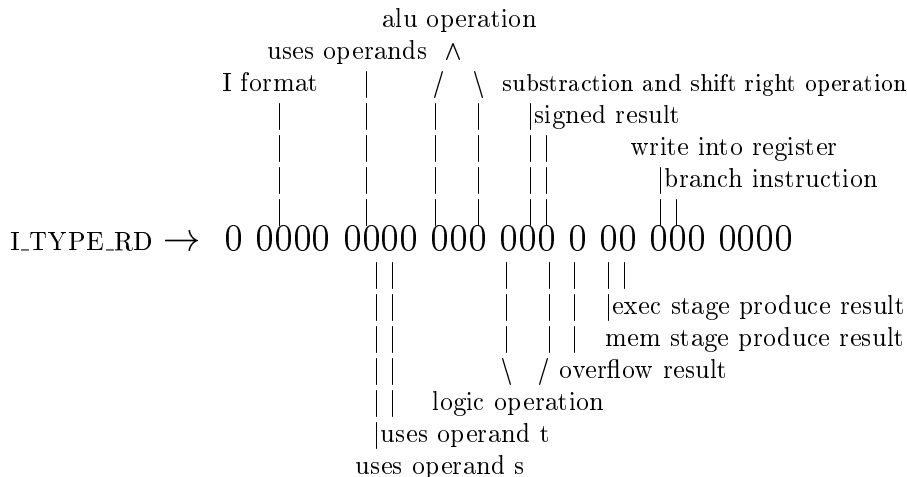 alu operation
uses operands
I format
substraction and shift right operation
signed result
write into register
branch instruction
I_TYPE_RD → 0 0000 0000 000 000 0 00 000 0000
exec stage produce result
mem stage produce result
overflow result
logic operation
uses operand t
uses operand s